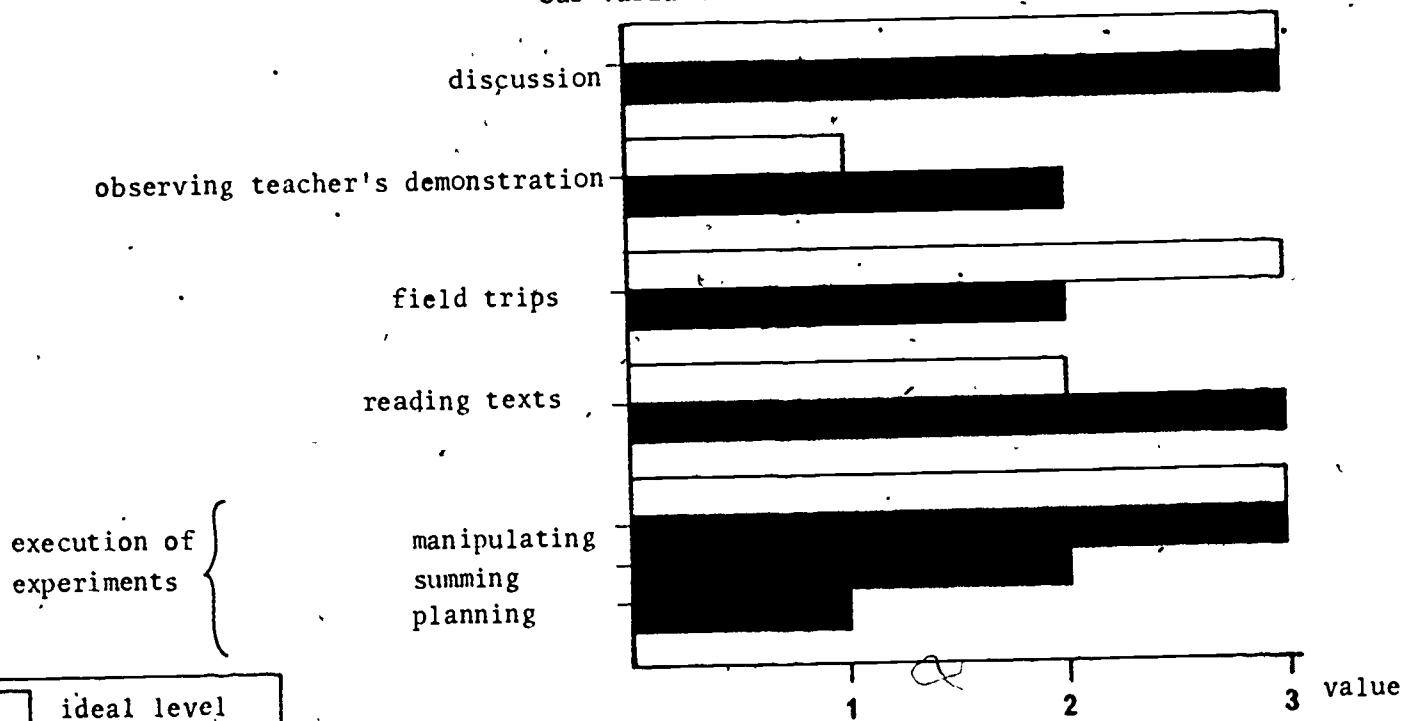 discussion
observing teacher's demonstration
field trips
reading texts
execution of
experiments
manipulating
summing
planning
ideal level
1 2 3 value